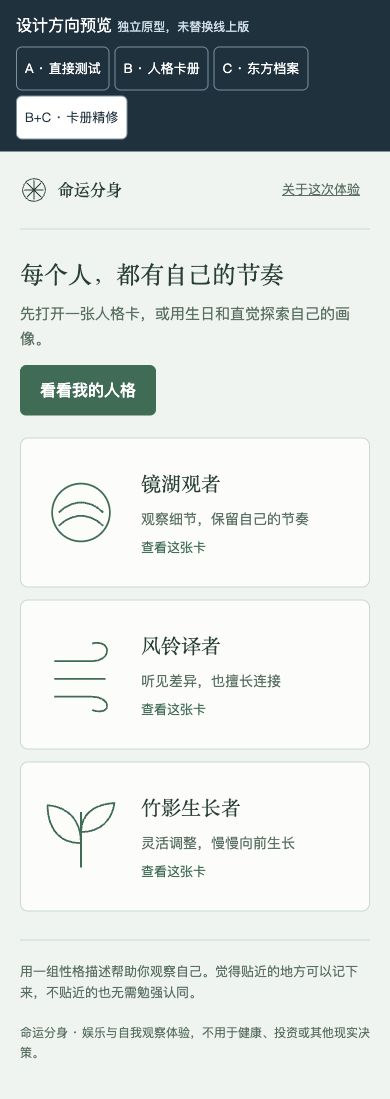 设计方向预览 独立原型，未替换线上版
A · 直接测试 B · 人格卡册 C · 东方档案
B+C · 卡册精修
命运分身 关于这次体验
每个人，都有自己的节奏
先打开一张人格卡，或用生日和直觉探索自己的画
像。
看看我的人格
镜湖观者
观察细节，保留自己的节奏
查看这张卡
风铃译者
听见差异，也擅长连接
查看这张卡
竹影生长者
灵活调整，慢慢向前生长
查看这张卡
用一组性格描述帮助你观察自己。觉得贴近的地方可以记下
来，不贴近的也无需勉强认同。
命运分身 · 娱乐与自我观察体验，不用于健康、投资或其他现实决
策。